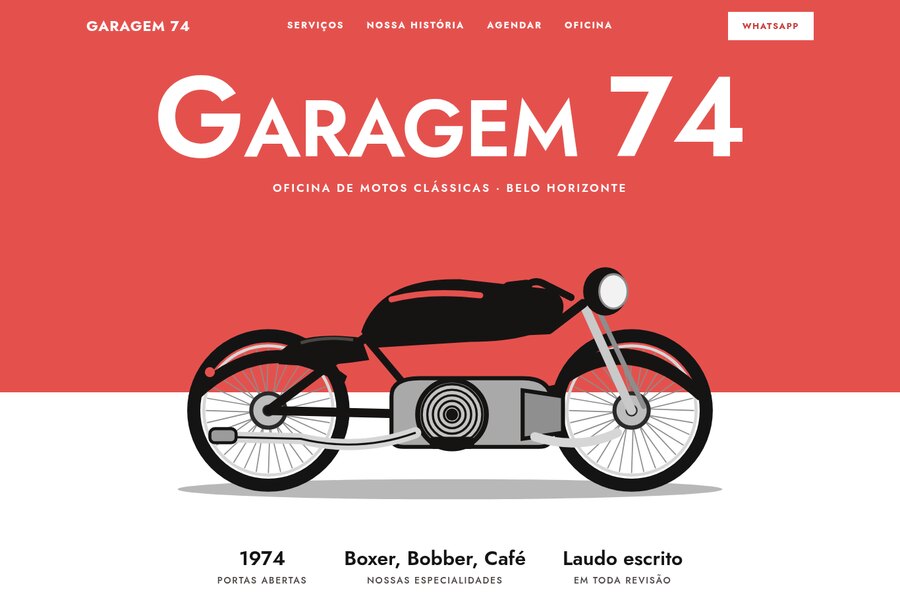 GARAGEM 74
SERVIÇOS NOSSA HISTÓRIA AGENDAR OFICINA
WHATSAPP
GARAGEM 74
OFICINA DE MOTOS CLÁSSICAS · BELO HORIZONTE
1974
PORTAS ABERTAS
Boxer, Bobber, Café
NOSSAS ESPECIALIDADES
Laudo escrito
EM TODA REVISÃO